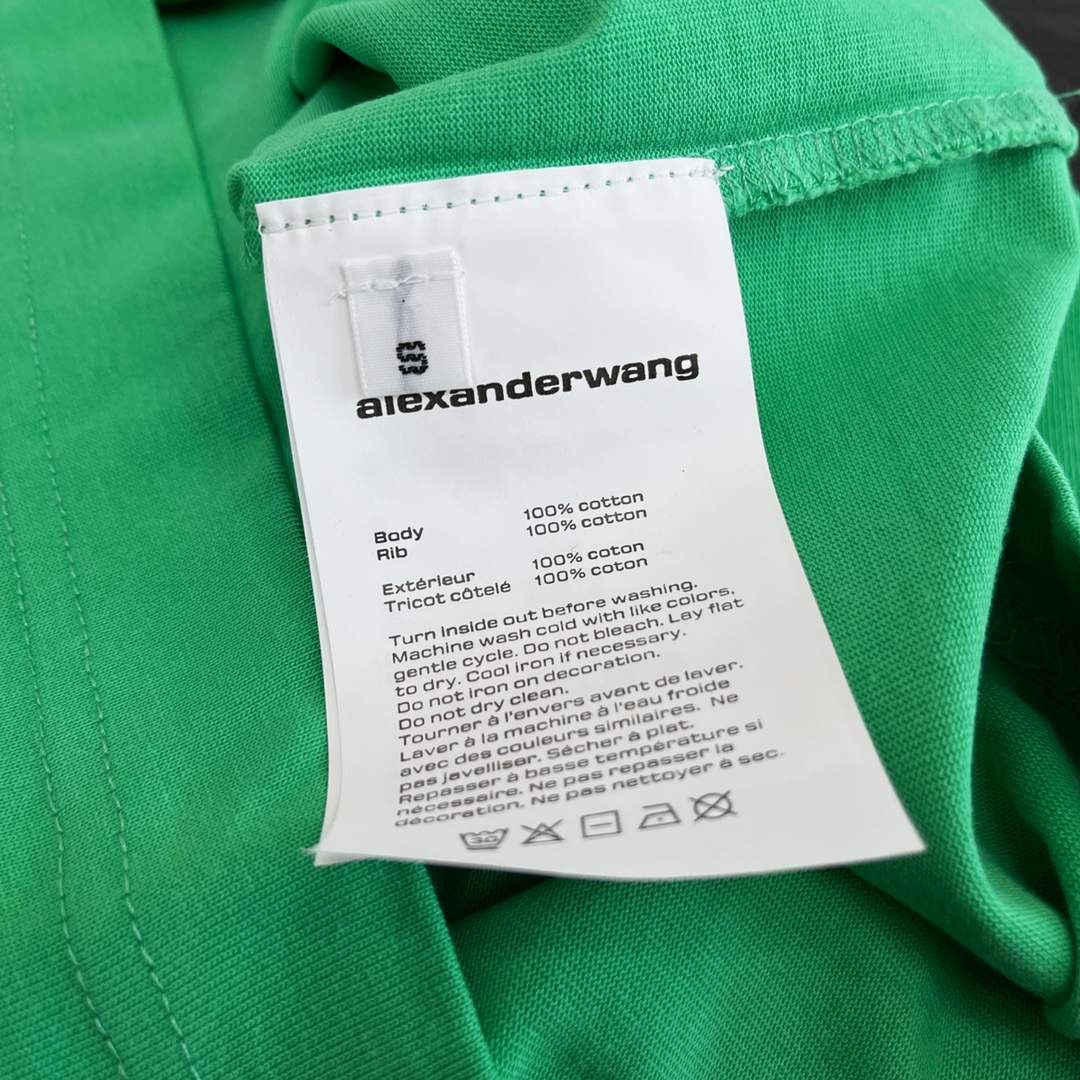 S
alexanderwang
Body 100% cotton
Rib 100% cotton
Extérieur 100% coton
Tricot côtelé 100% coton
Turn inside out before washing.
Machine wash cold with like colors,
gentle cycle. Do not bleach. Lay flat
to dry. Cool iron if necessary.
Do not iron on decoration.
Do not dry clean.
Tourner à l'envers avant de laver.
Laver à la machine à l'eau froide
avec des couleurs similaires. Ne
pas javelliser. Sécher à plat.
Repasser à basse température si
nécessaire. Ne pas repasser la
décoration. Ne pas nettoyer à sec.
30